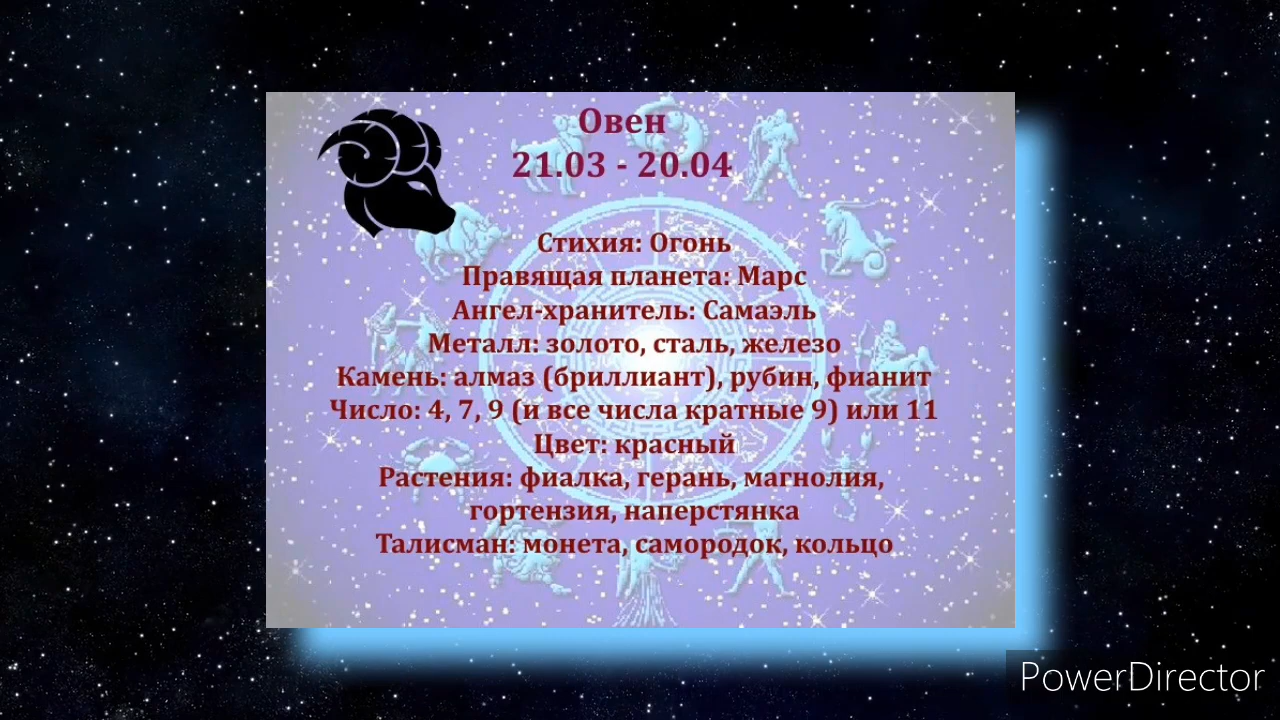 Овен
21.03 - 20.04
Стихия: Огонь
Правящая планета: Марс
Ангел-хранитель: Самаэль
Металл: золото, сталь, железо
Камень: алмаз (бриллиант), рубин, фианит
Число: 4, 7, 9 (и все числа кратные 9) или 11
Цвет: красный
Растения: фиалка, герань, магнолия,
гортензия, наперстянка
Талисман: монета, самородок, кольцо
PowerDirector